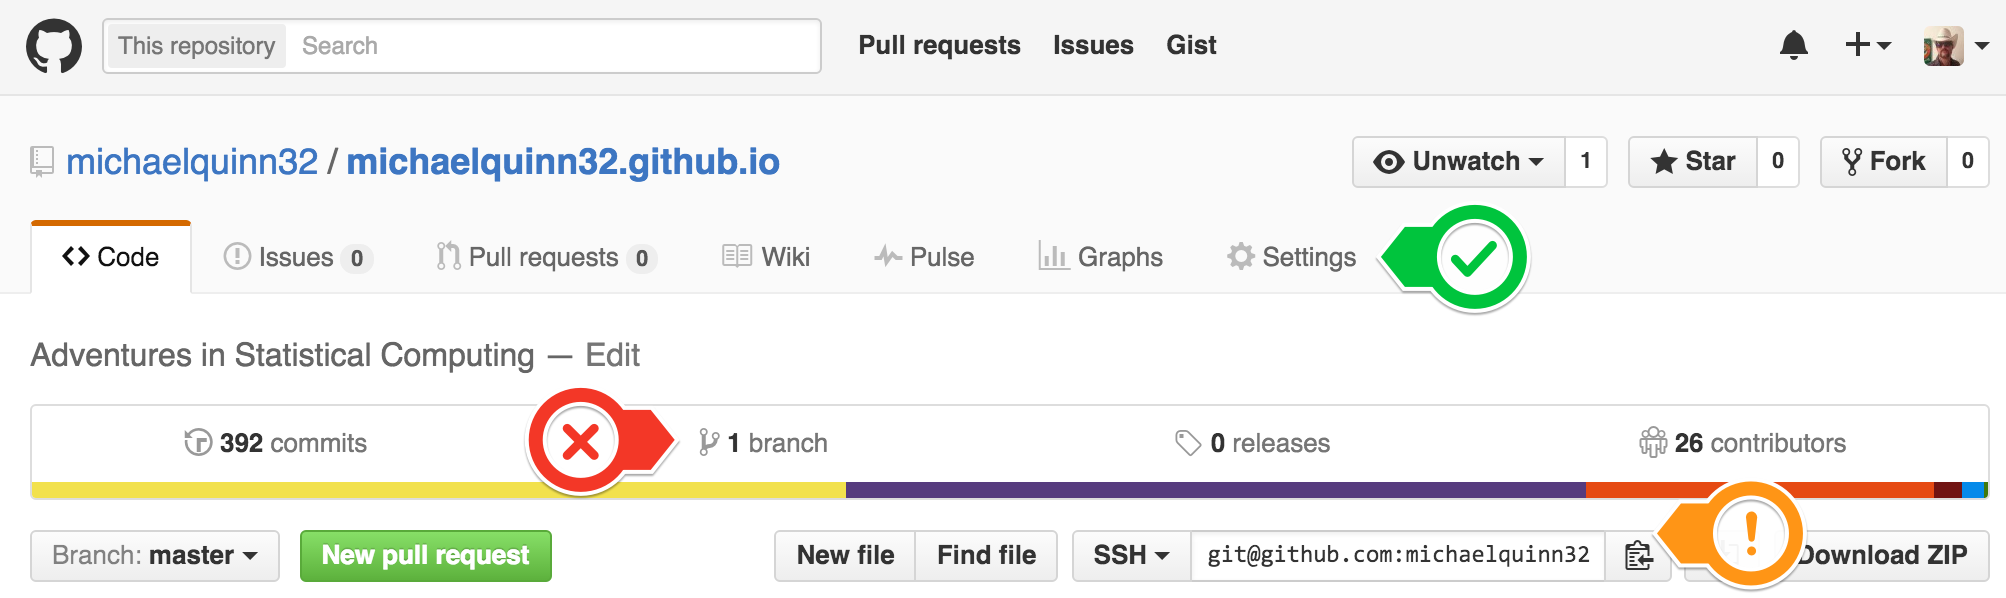 This repository Search Pull requests Issues Gist
michaelquinn32 / michaelquinn32.github.io Unwatch 1 Star 0 Fork 0
Code Issues 0 Pull requests 0 Wiki Pulse Graphs Settings
Adventures in Statistical Computing — Edit
392 commits 1 branch 0 releases 26 contributors
Branch: master New pull request New file Find file SSH git@github.com:michaelquinn32 Download ZIP